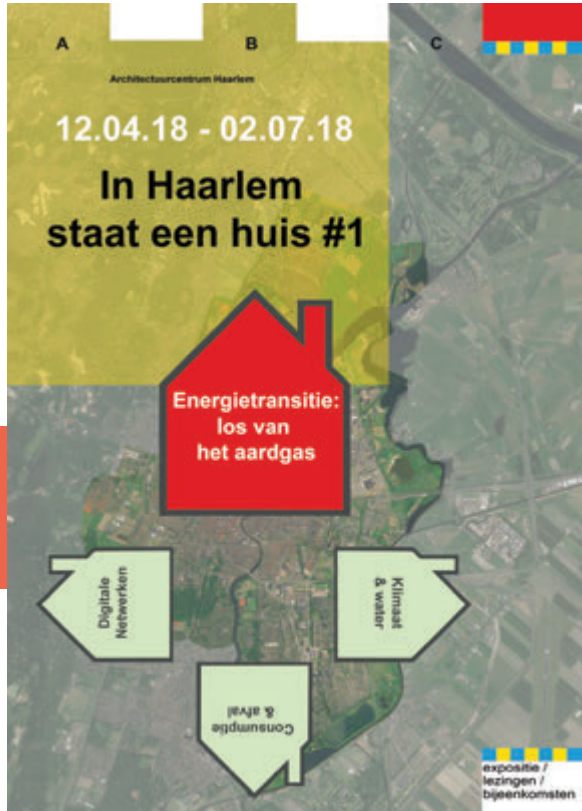 A B C
Architectuurcentrum Haarlem
12.04.18 - 02.07.18
In Haarlem
staat een huis #1
Energietransitie:
los van
het aardgas
Digitale
Netwerken
Klimaat
& water
Consumptie
& afval
expositie /
lezingen /
bijeenkomsten